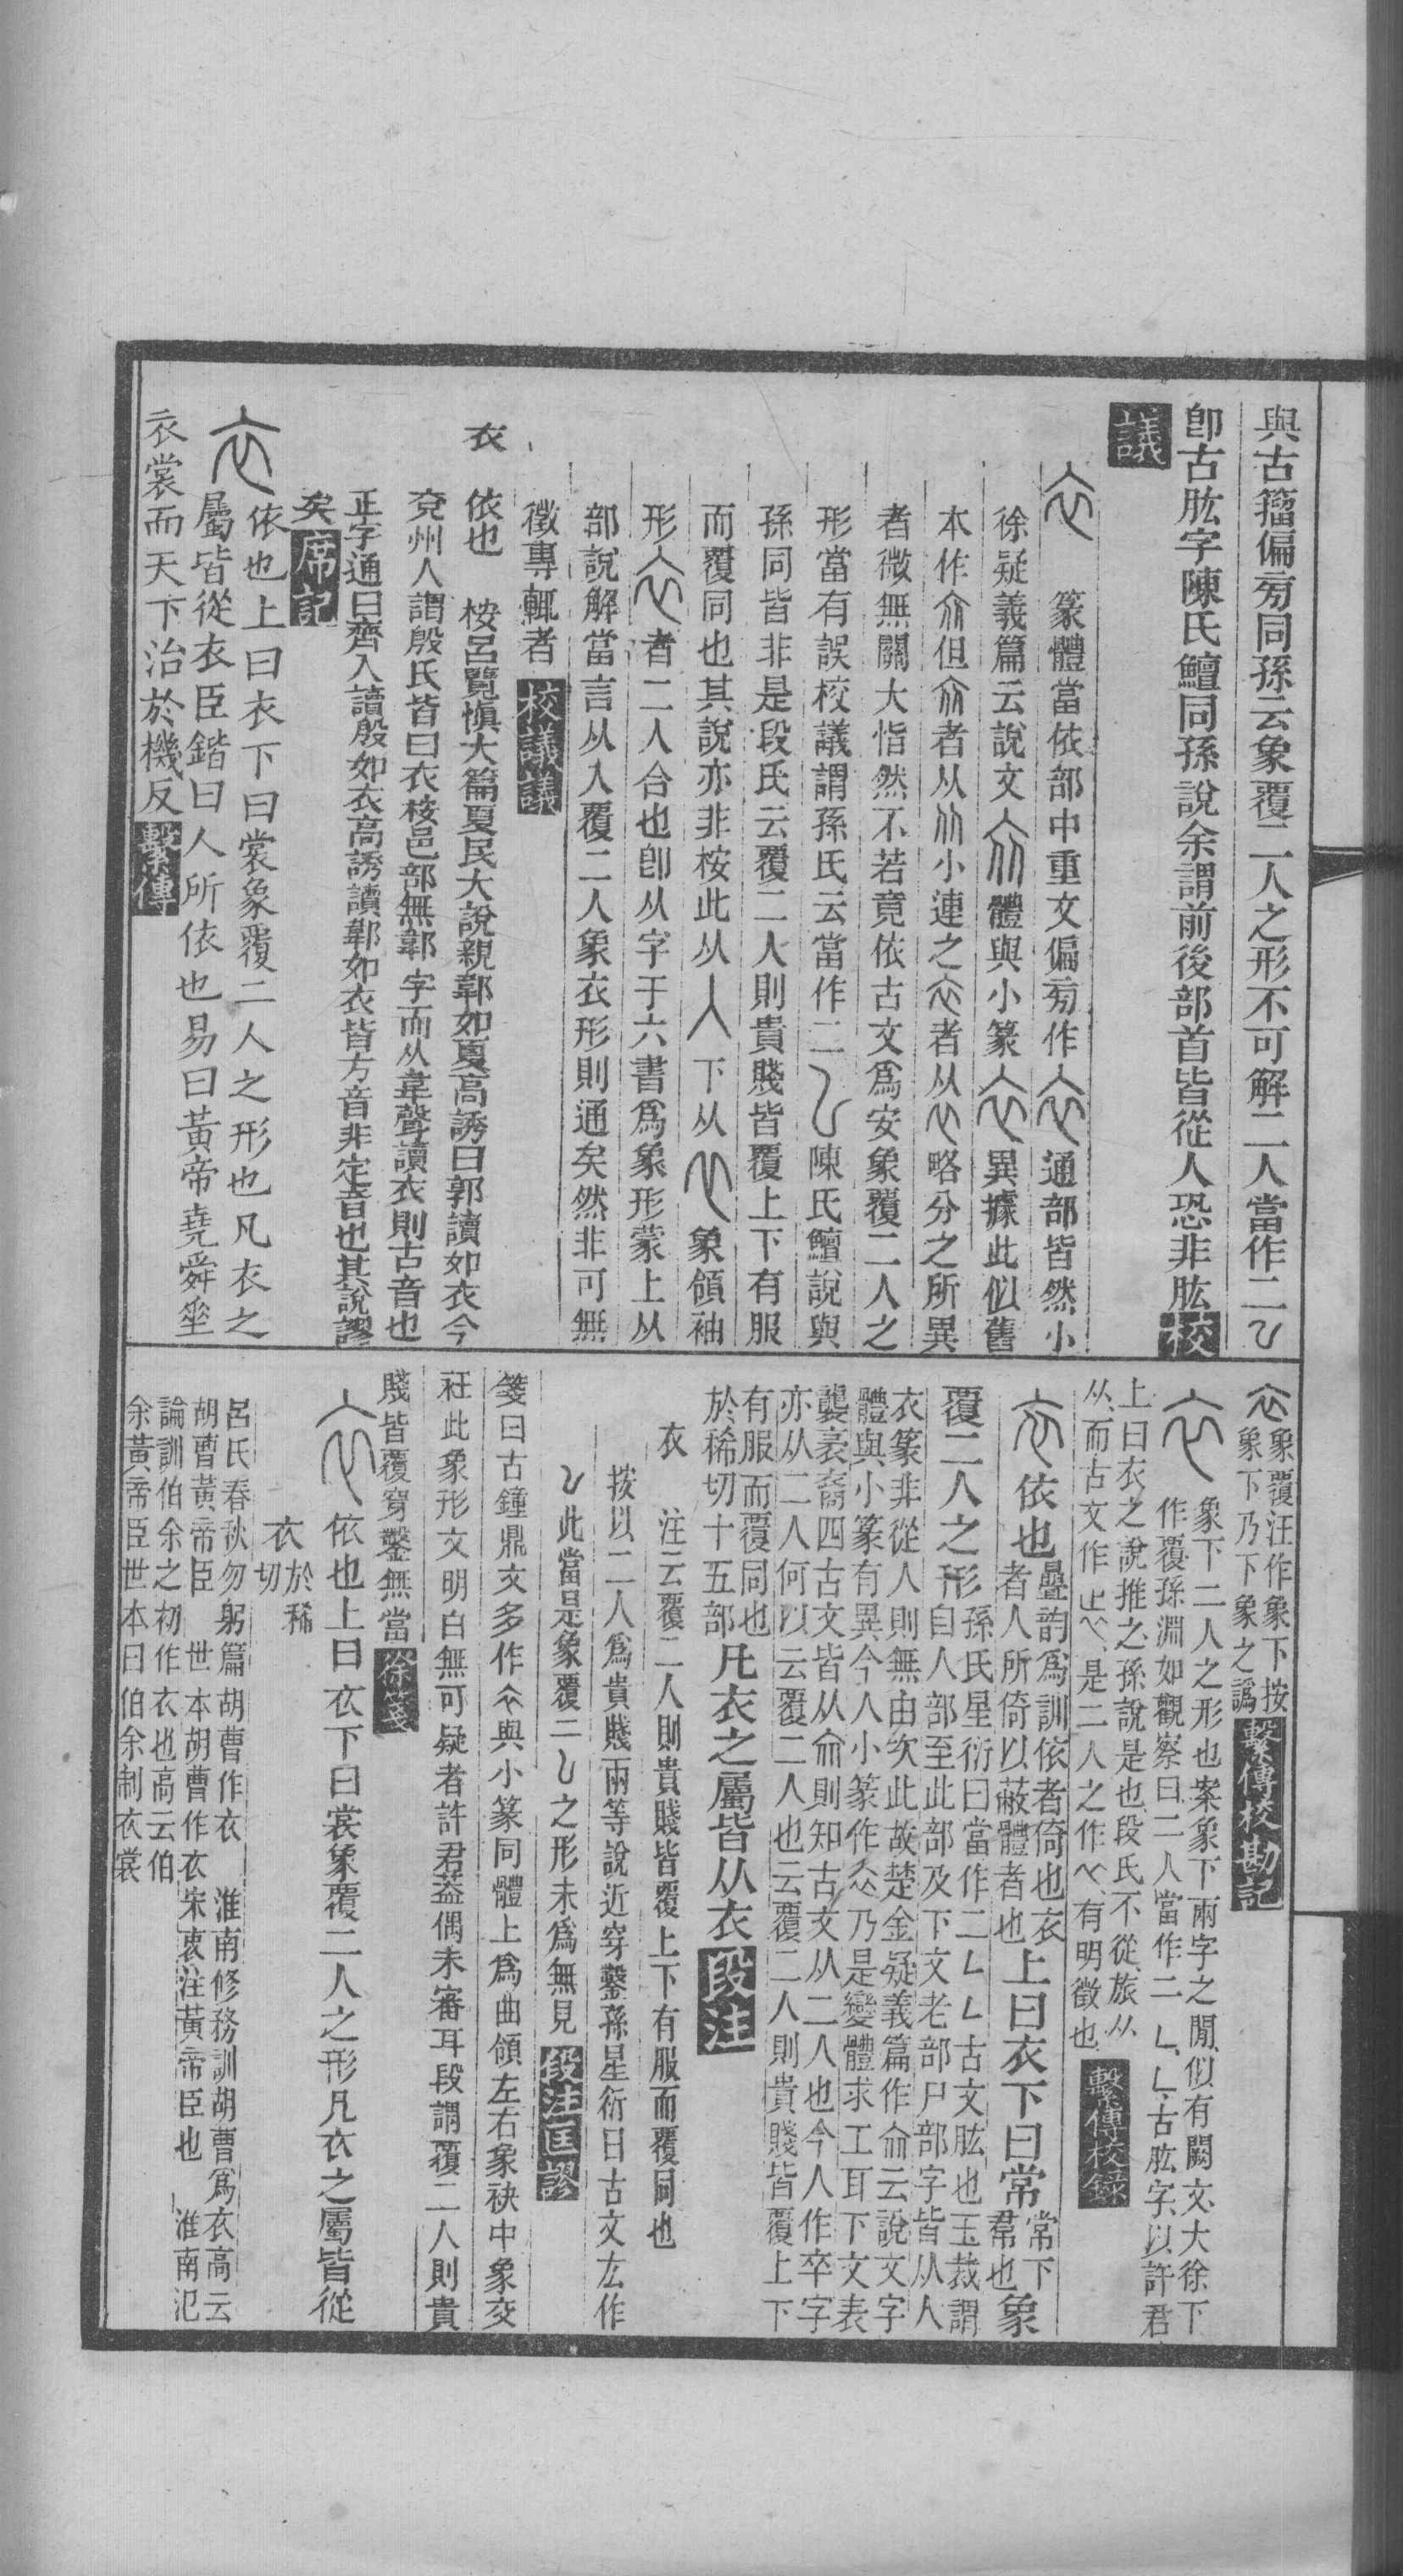 與古籀偏旁同孫云象覆二人之形不可解二人當作二𠃋
卽古肱字陳氏鱣同孫說余謂前後部首皆從人恐非肱校
議
衣　篆體當依部中重文偏旁作衣通部皆然小
徐疑義篇云說文𧘇體與小篆衣異據此似舊
本作𧘇但𧘇者从从小連之衣者从略分之所異
者微無關大恉然不若竟依古文爲安象覆二人之
形當有誤校議謂孫氏云當作二𠃋陳氏鱣說與
孫同皆非是段氏云覆二人則貴賤皆覆上下有服
而覆同也其說亦非桉此从人下从象領袖
形衣者二人合也卽从字于六書爲象形蒙上从
部說解當言从入覆二人象衣形則通矣然非可無
徵專輒者校議議
衣　依也　桉呂覽愼大篇夏民大說親郼如夏高誘曰郼讀如衣今
兗州人謂殷氏皆曰衣桉邑部無郼字而从韋聲讀衣則古音也
正字通曰齊人讀殷如衣高誘讀郼如衣皆方音非定音也其說謬
矣席記
衣　依也上曰衣下曰裳象覆二人之形也凡衣之
屬皆從衣臣鍇曰人所依也易曰黃帝堯舜垂
衣裳而天下治於機反繫傳
衣象覆汪作象下按
象下乃下象之譌繫傳校勘記
衣　象下二人之形也案象下兩字之閒似有闕文大徐下
作覆孫淵如觀察曰二人當作二𠃋𠃋古肱字以許君
上曰衣之說推之孫說是也段氏不從旅从
从而古文作是二人之作有明徵也繫傳校錄
衣依也疊韵爲訓依者倚也衣
者人所倚以蔽體者也上曰衣下曰常常下
帬也象
覆二人之形孫氏星衍曰當作二𠃋𠃋古文肱也玉裁謂
自人部至此部及下文老部尸部字皆从人
衣篆非從人則無由次此故楚金疑義篇作𧘇云說文字
體與小篆有異今人小篆作衣乃是變體求工耳下文表
襲袤裔四古文皆从𧘇則知古文从二人也今人作卒字
亦从二人何以云覆二人也云覆二人則貴賤皆覆上下
有服而覆同也
於稀切十五部凡衣之屬皆从衣段注
衣　注云覆二人則貴賤皆覆上下有服而覆同也
按以二人爲貴賤兩等說近穿鑿孫星衍曰古文厷作
𠃋此當是象覆二𠃋之形未爲無見段注匡謬
箋曰古鐘鼎文多作衣與小篆同體上爲曲領左右象袂中象交
衽此象形文明白無可疑者許君葢偶未審耳段謂覆二人則貴
賤皆覆穿鑿無當徐箋
衣　依也上曰衣下曰裳象覆二人之形凡衣之屬皆從
衣於稀
切
呂氏春秋勿躬篇胡曹作衣　淮南修務訓胡曹爲衣高云
胡曹黃帝臣　世本胡曹作衣宋衷注黃帝臣也　淮南氾
論訓伯余之初作衣也高云伯
余黃帝臣世本曰伯余制衣裳